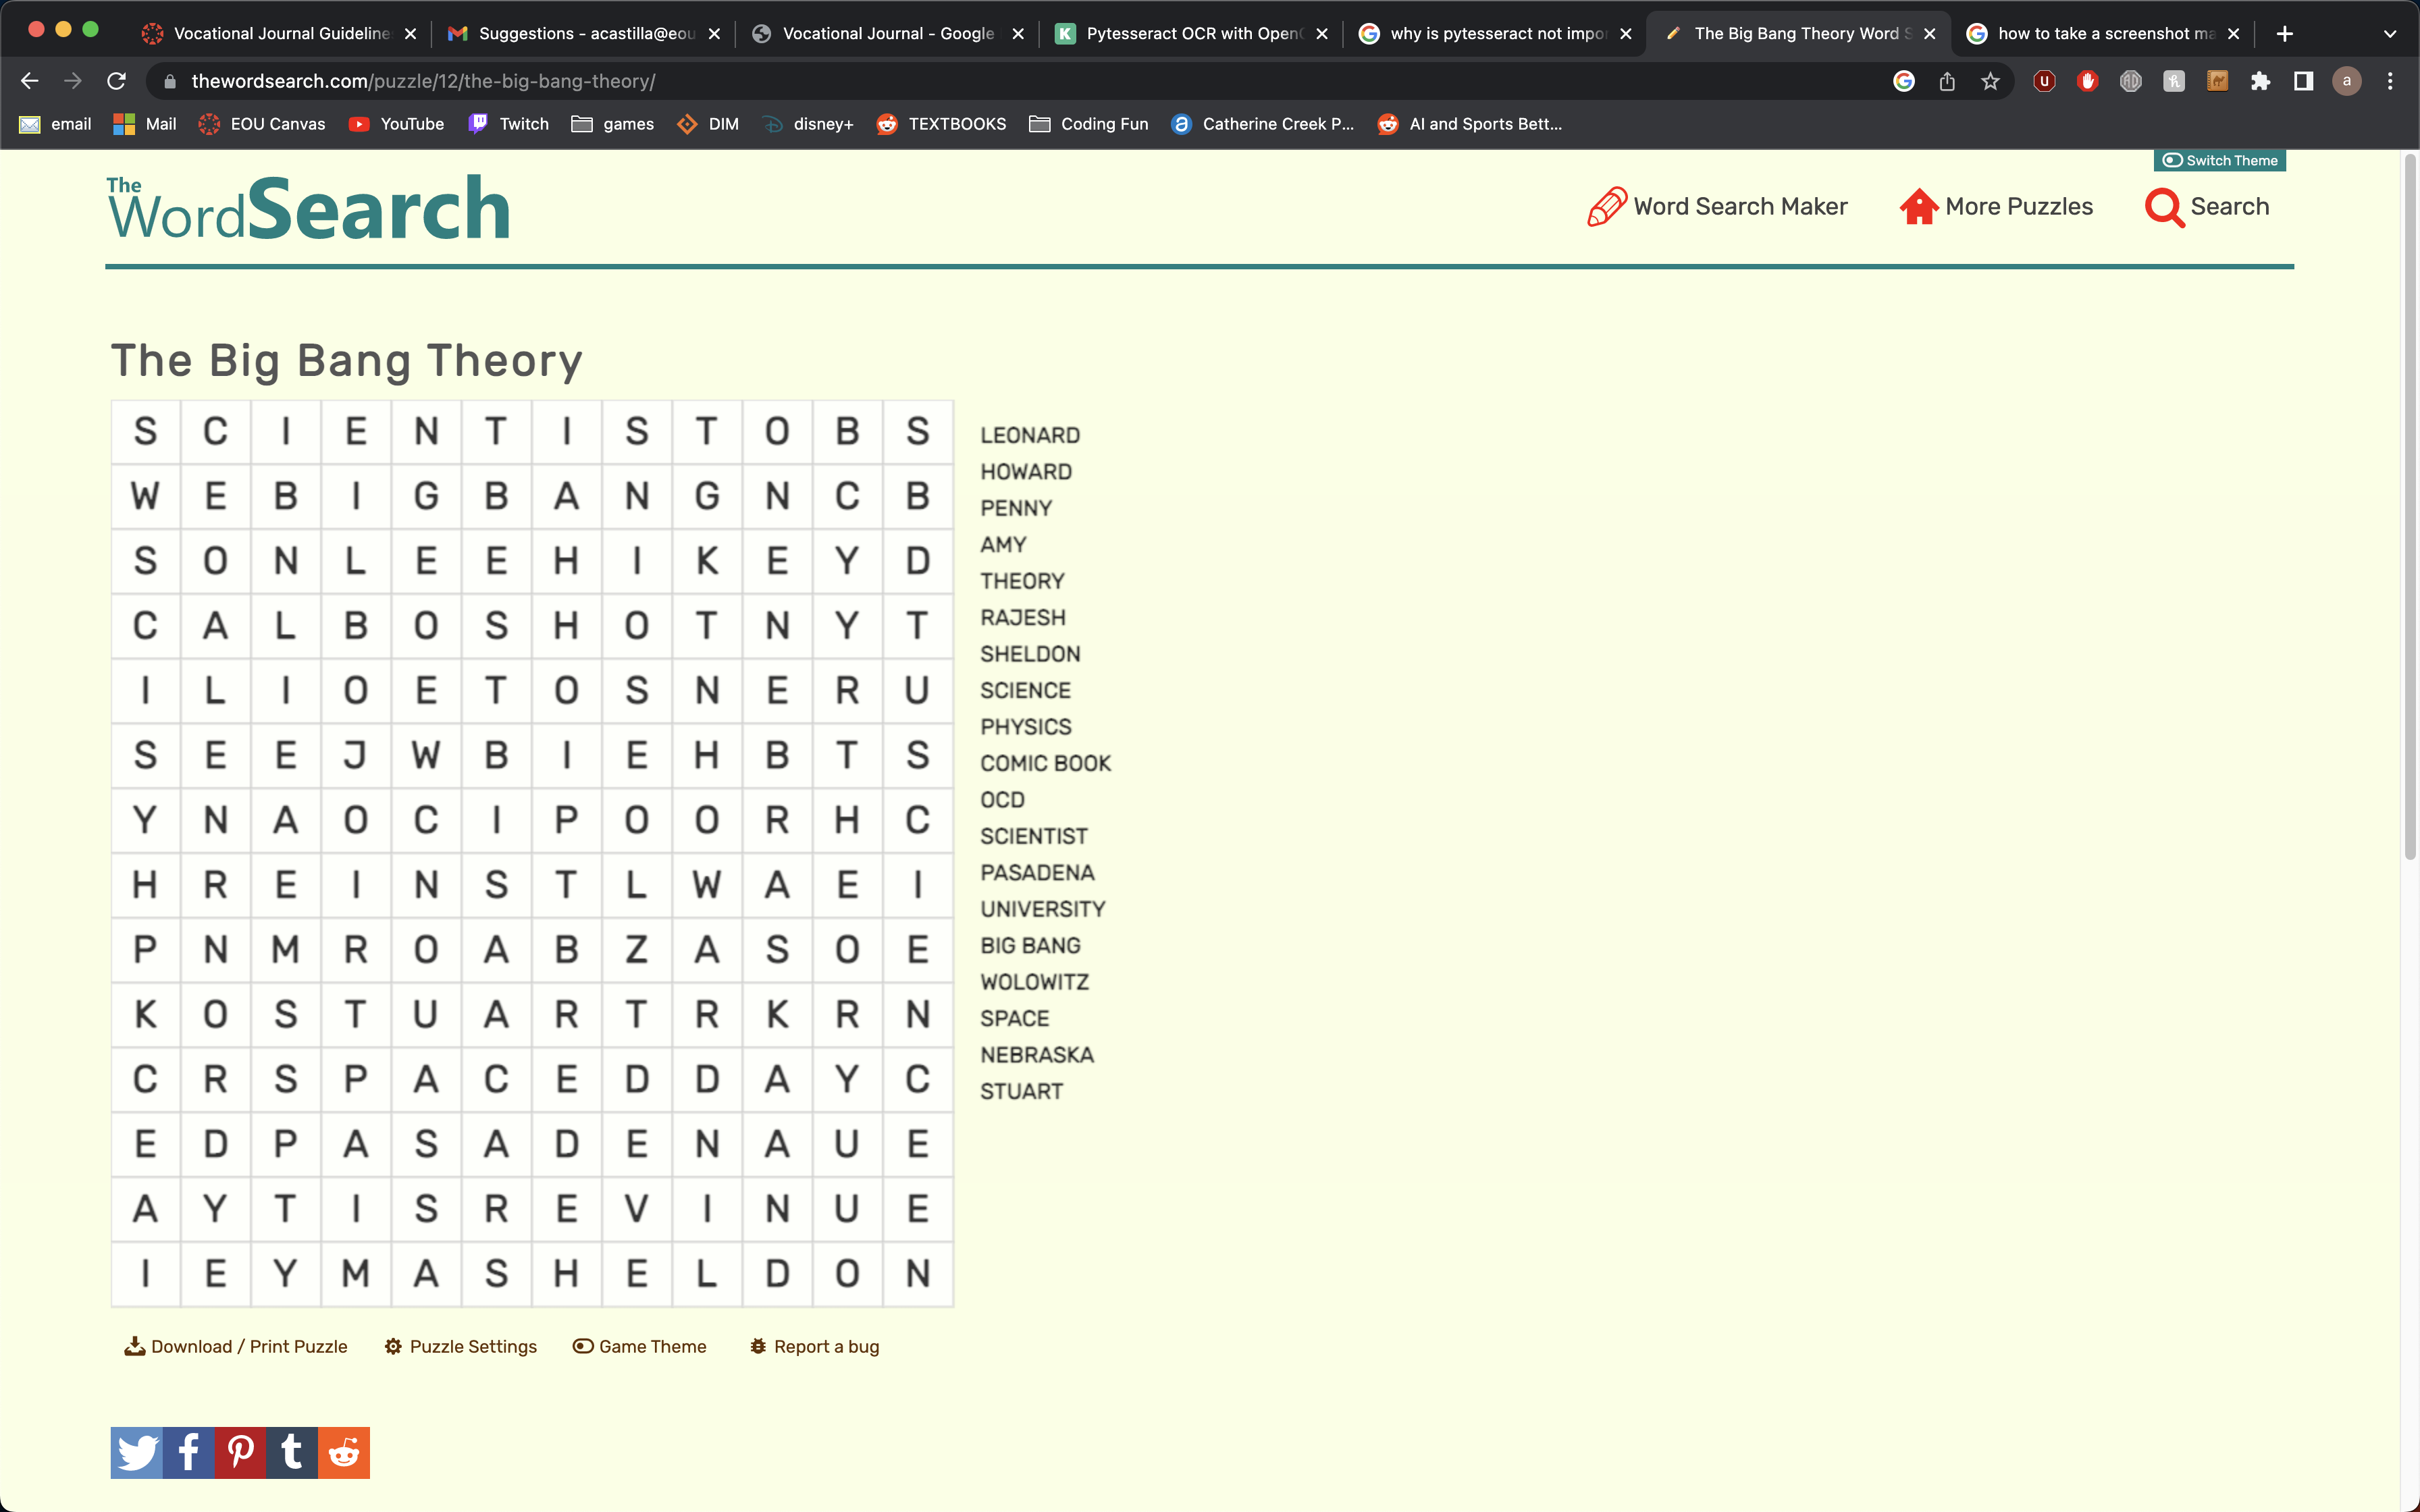 Vocational Journal Guideline
Suggestions - acastilla@eou
Vocational Journal - Google
Pytesseract OCR with Open
why is pytesseract not impo
The Big Bang Theory Word S
how to take a screenshot ma
thewordsearch.com/puzzle/12/the-big-bang-theory/
email Mail EOU Canvas YouTube Twitch games DIM disney+ TEXTBOOKS Coding Fun Catherine Creek P... AI and Sports Bett...
Switch Theme
The
WordSearch
Word Search Maker More Puzzles Search
The Big Bang Theory
S C I E N T I S T O B S
W E B I G B A N G N C B
S O N L E E H I K E Y D
C A L B O S H O T N Y T
I L I O E T O S N E R U
S E E J W B I E H B T S
Y N A O C I P O O R H C
H R E I N S T L W A E I
P N M R O A B Z A S O E
K O S T U A R T R K R N
C R S P A C E D D A Y C
E D P A S A D E N A U E
A Y T I S R E V I N U E
I E Y M A S H E L D O N
LEONARD
HOWARD
PENNY
AMY
THEORY
RAJESH
SHELDON
SCIENCE
PHYSICS
COMIC BOOK
OCD
SCIENTIST
PASADENA
UNIVERSITY
BIG BANG
WOLOWITZ
SPACE
NEBRASKA
STUART
Download / Print Puzzle Puzzle Settings Game Theme Report a bug